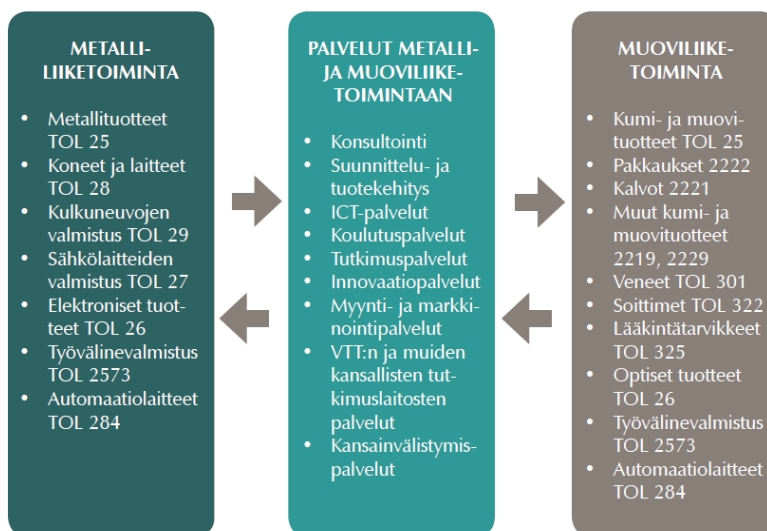 METALLI-
LIIKETOIMINTA
• Metallituotteet
TOL 25
• Koneet ja laitteet
TOL 28
• Kulkuneuvojen
valmistus TOL 29
• Sähkölaitteiden
valmistus TOL 27
• Elektroniset tuot-
teet TOL 26
• Työvälinevalmistus
TOL 2573
• Automaatiolaitteet
TOL 284
PALVELUT METALLI-
JA MUOVILIIKE-
TOIMINTAAN
• Konsultointi
• Suunnittelu- ja
tuotekehitys
• ICT-palvelut
• Koulutuspalvelut
• Tutkimuspalvelut
• Innovaatiopalvelut
• Myynti- ja markki-
nointipalvelut
• VTT:n ja muiden
kansallisten tut-
kimuslaitosten
palvelut
• Kansainvälistymis-
palvelut
MUOVILIIKE-
TOIMINTA
• Kumi- ja muovi-
tuotteet TOL 25
• Pakkaukset 2222
• Kalvot 2221
• Muut kumi- ja
muovituotteet
2219, 2229
• Veneet TOL 301
• Soittimet TOL 322
• Lääkintätarvikkeet
TOL 325
• Optiset tuotteet
TOL 26
• Työvälinevalmistus
TOL 2573
• Automaatiolaitteet
TOL 284